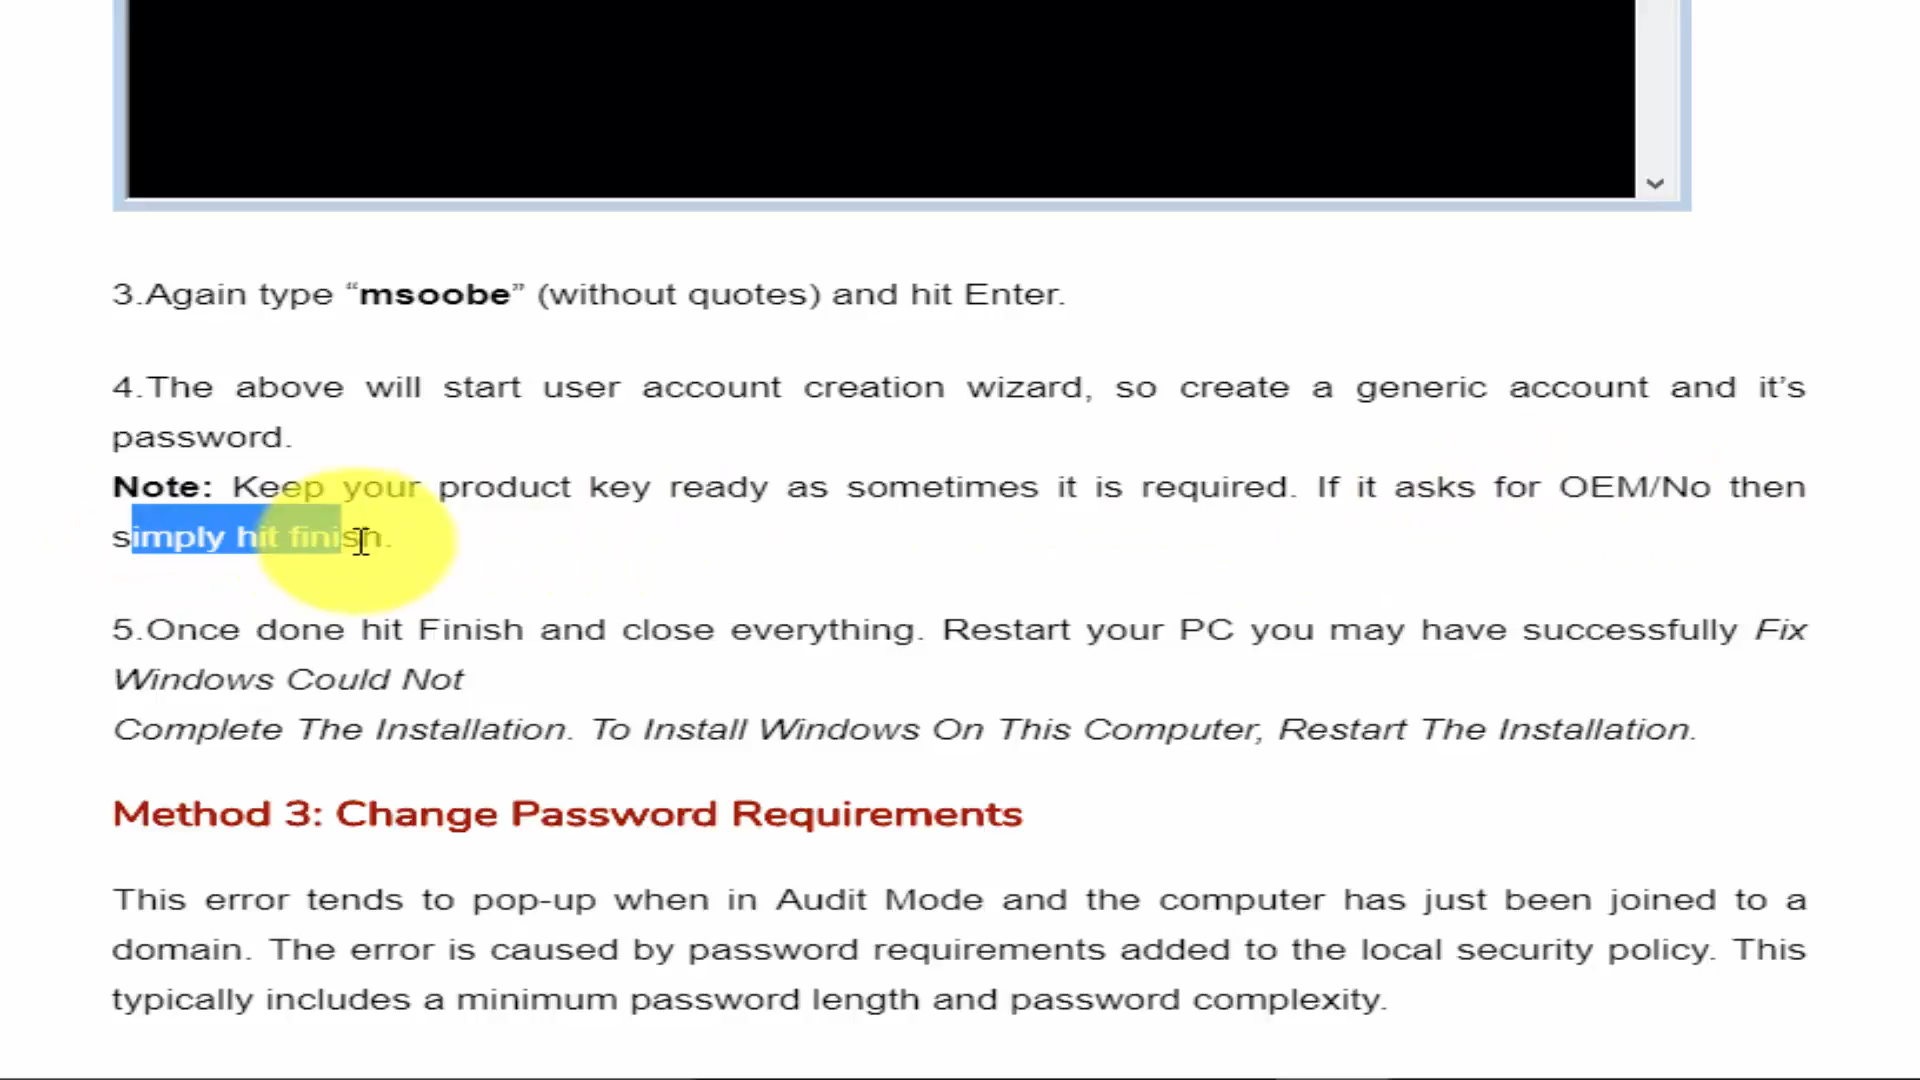 3.Again type “msoobe” (without quotes) and hit Enter.
4.The above will start user account creation wizard, so create a generic account and it’s
password.
Note: Keep your product key ready as sometimes it is required. If it asks for OEM/No then
simply hit finish.
5.Once done hit Finish and close everything. Restart your PC you may have successfully Fix
Windows Could Not
Complete The Installation. To Install Windows On This Computer, Restart The Installation.
Method 3: Change Password Requirements
This error tends to pop-up when in Audit Mode and the computer has just been joined to a
domain. The error is caused by password requirements added to the local security policy. This
typically includes a minimum password length and password complexity.